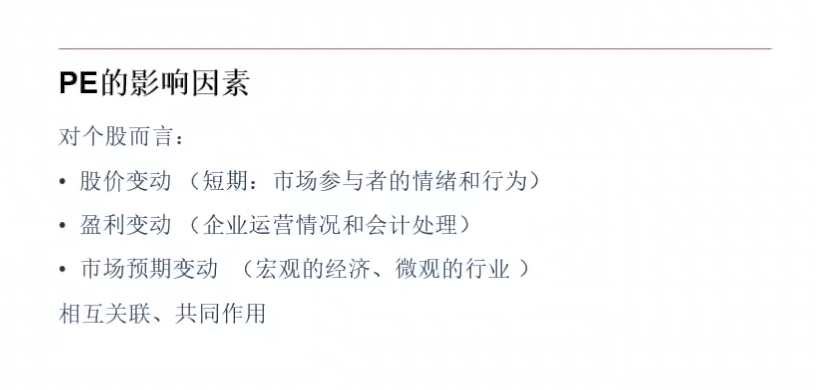 PE的影响因素
对个股而言：
• 股价变动 （短期：市场参与者的情绪和行为）
• 盈利变动 （企业运营情况和会计处理）
• 市场预期变动 （宏观的经济、微观的行业 ）
相互关联、共同作用